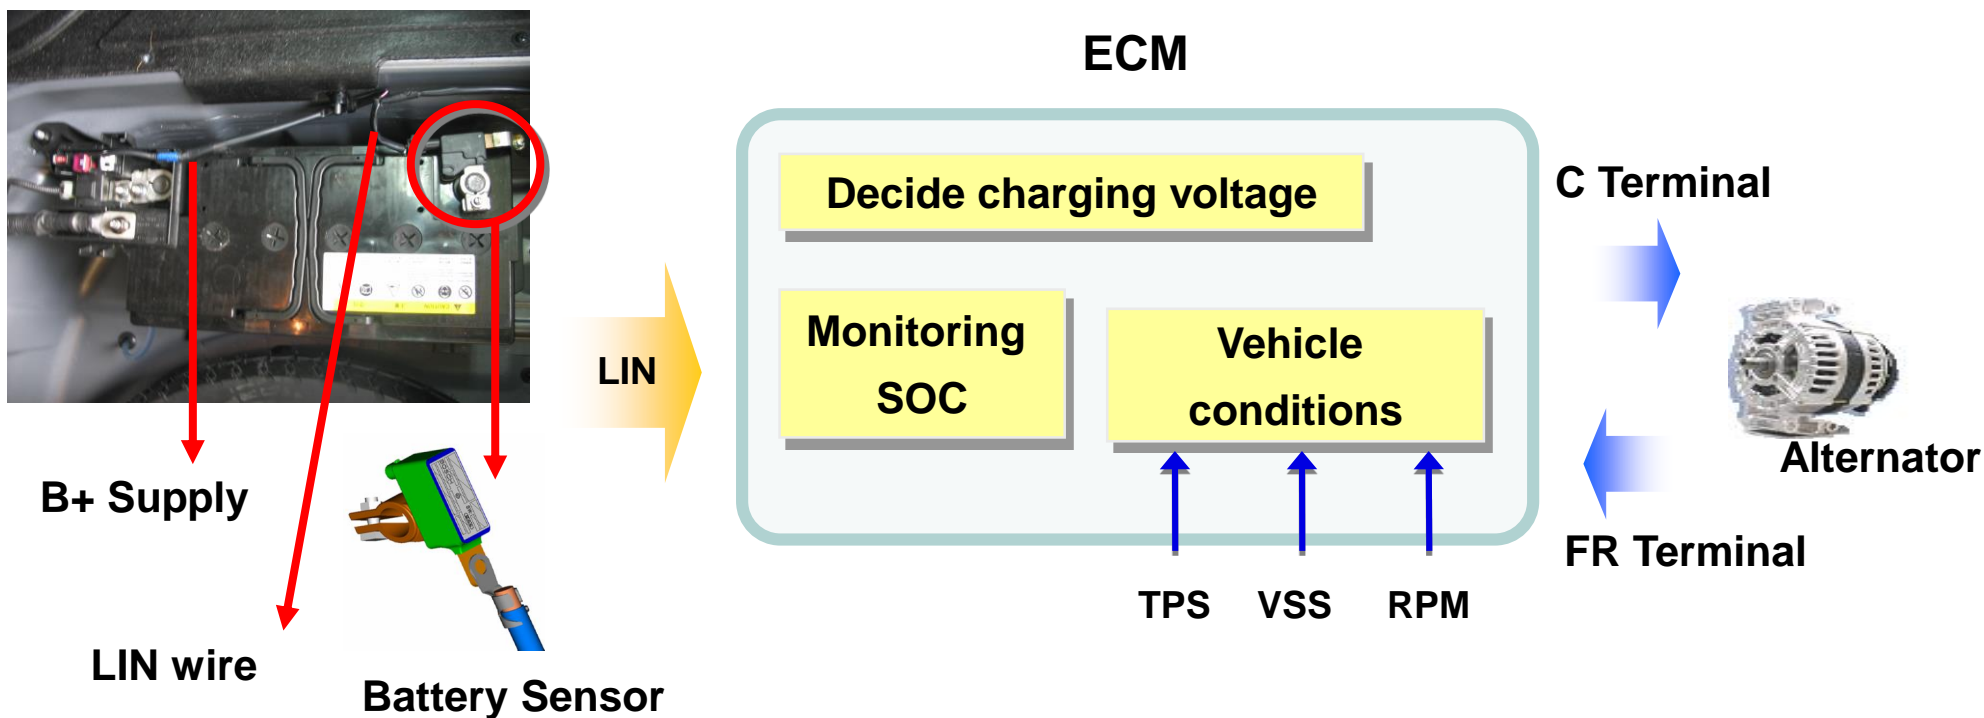 ECM
Decide charging voltage
C Terminal
Monitoring
SOC
Vehicle
conditions
LIN
Alternator
B+ Supply
FR Terminal
TPS VSS RPM
LIN wire
Battery Sensor